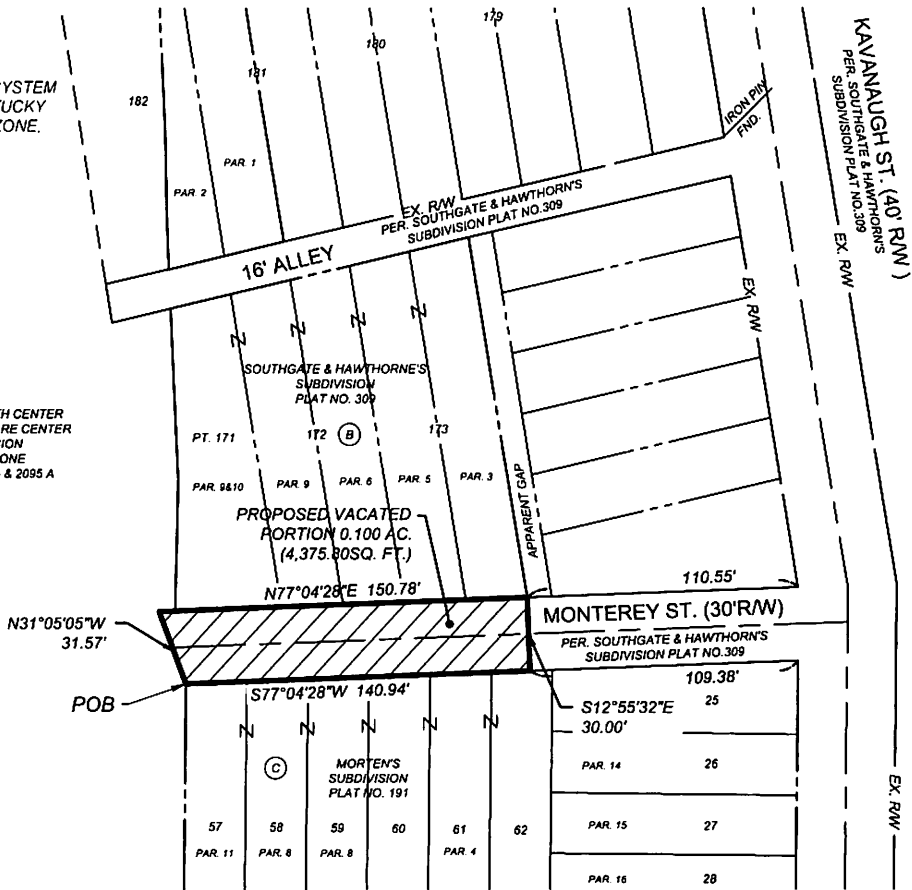 179
180
181
182
YSTEM
TUCKY
ZONE.
PAR. 1
PAR. 2
IRON PIN
FND.
KAVANAUGH ST. (40' R/W )
PER. SOUTHGATE & HAWTHORN'S
SUBDIVISION PLAT NO.309
EX. R/W
EX. R/W
PER. SOUTHGATE & HAWTHORN'S
SUBDIVISION PLAT NO.309
16' ALLEY
EX. R/W
SOUTHGATE & HAWTHORNE'S
SUBDIVISION
PLAT NO. 309
TH CENTER
RE CENTER
ION
ONE
& 2095 A
PT. 171
172
B
173
PAR. 9&10
PAR. 9
PAR. 6
PAR. 5
PAR. 3
APPARENT GAP
PROPOSED VACATED
PORTION 0.100 AC.
(4,375.80SQ. FT.)
N77°04'28"E 150.78'
110.55'
N31°05'05"W
31.57'
MONTEREY ST. (30'R/W)
PER. SOUTHGATE & HAWTHORN'S
SUBDIVISION PLAT NO.309
109.38'
POB
S77°04'28"W 140.94'
S12°55'32"E
30.00'
25
C
MORTEN'S
SUBDIVISION
PLAT NO. 191
PAR. 14
26
EX. R/W
57
58
59
60
61
62
PAR. 15
27
PAR. 11
PAR. 8
PAR. 8
PAR. 4
PAR. 16
28